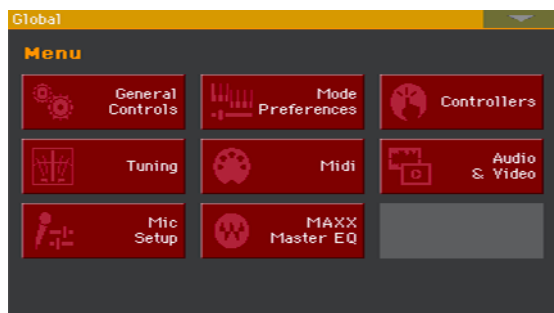 Global
Menu
General
Controls
Mode
Preferences
Controllers
Tuning
Midi
Audio
& Video
Mic
Setup
MAXX
Master EQ